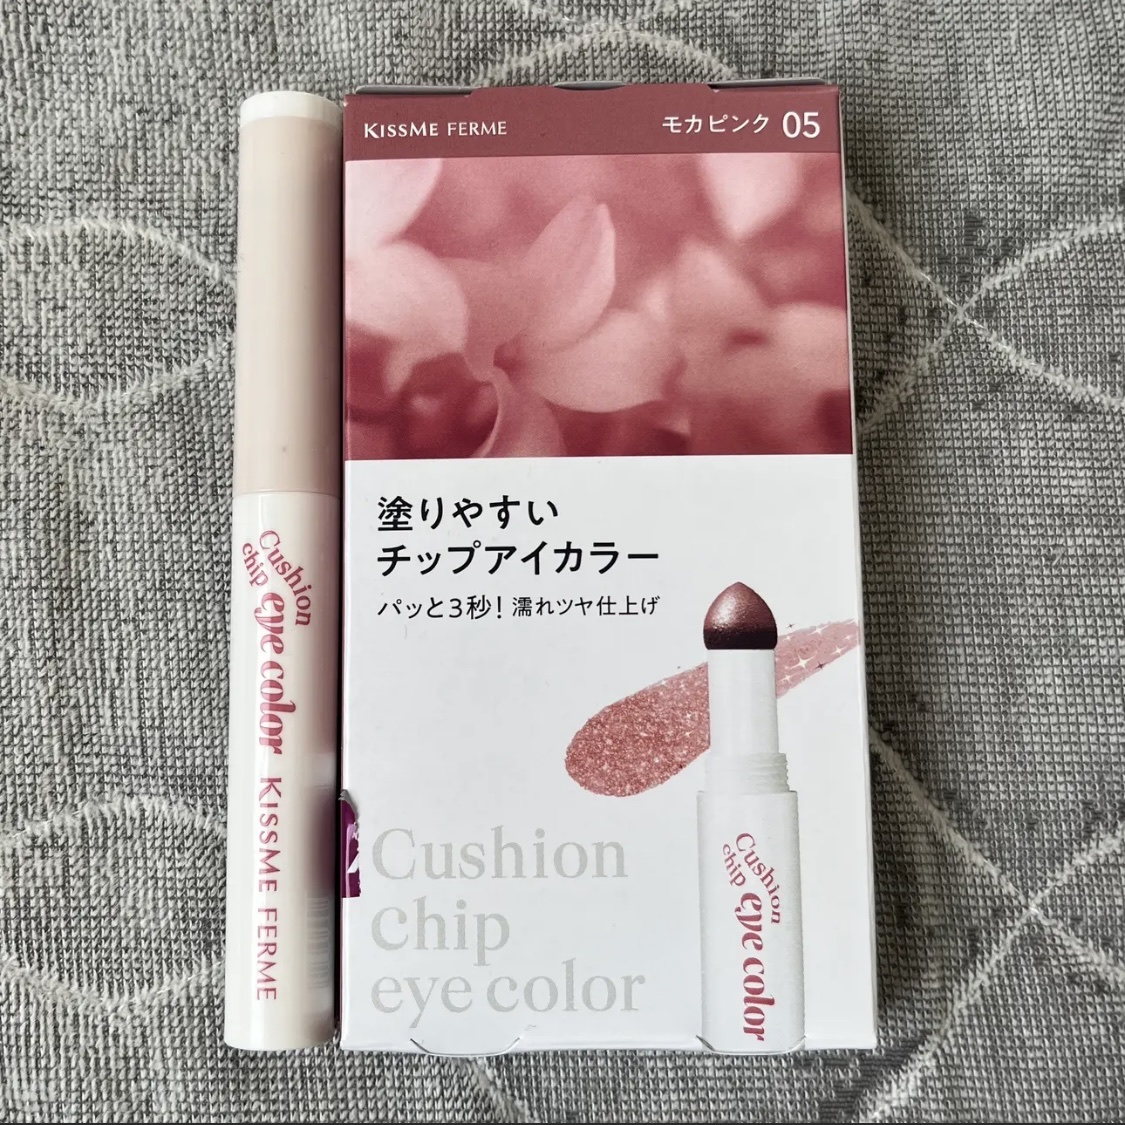 Cushion
chip
eye color
KISSME FERME
KISSME FERME
モカピンク 05
塗りやすい
チップアイカラー
パッと3秒! 濡れツヤ仕上げ
Cushion
chip
eye color
Cushion
chip
eye color